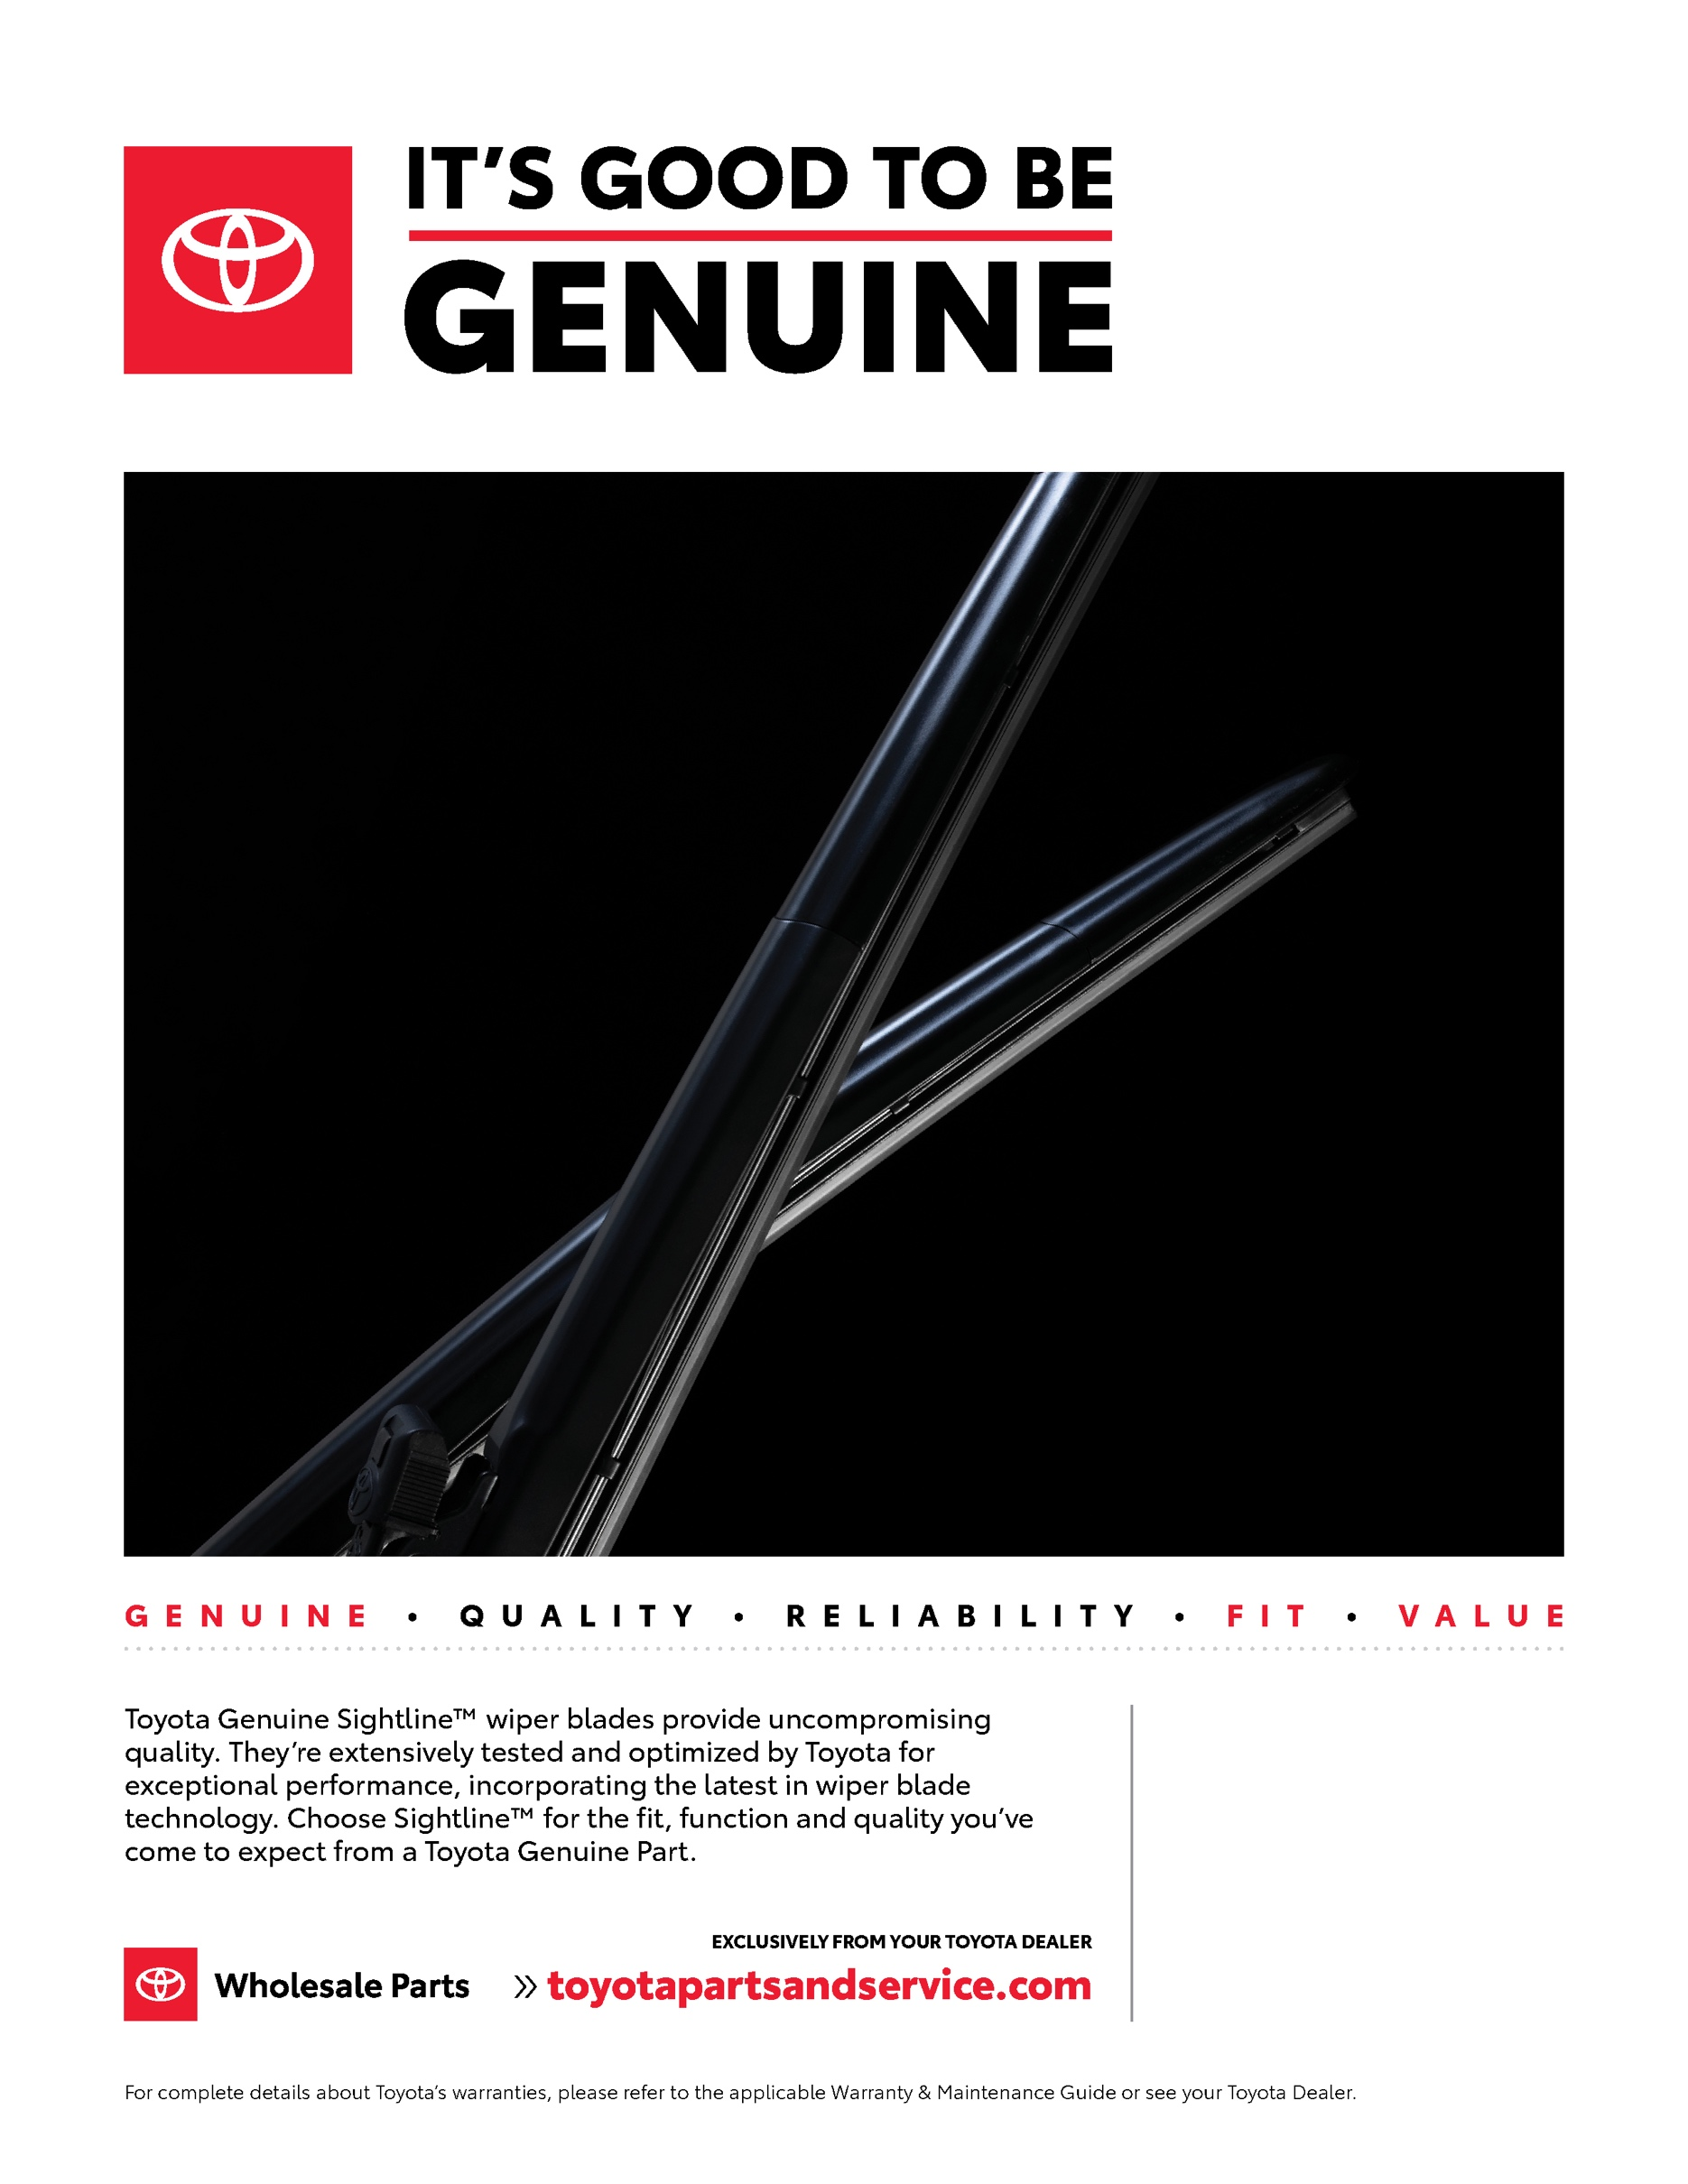 IT’S GOOD TO BE
GENUINE
GENUINE • QUALITY • RELIABILITY • FIT • VALUE
Toyota Genuine Sightline™ wiper blades provide uncompromising
quality. They’re extensively tested and optimized by Toyota for
exceptional performance, incorporating the latest in wiper blade
technology. Choose Sightline™ for the fit, function and quality you’ve
come to expect from a Toyota Genuine Part.
EXCLUSIVELY FROM YOUR TOYOTA DEALER
Wholesale Parts » toyotapartsandservice.com
For complete details about Toyota’s warranties, please refer to the applicable Warranty & Maintenance Guide or see your Toyota Dealer.